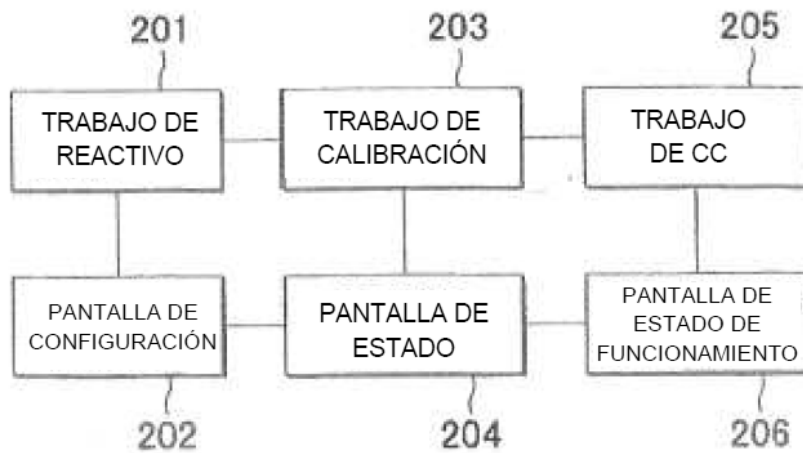 201
203
205
TRABAJO DE
REACTIVO
TRABAJO DE
CALIBRACIÓN
TRABAJO
DE CC
PANTALLA DE
CONFIGURACIÓN
PANTALLA DE
ESTADO
PANTALLA DE
ESTADO DE
FUNCIONAMIENTO
202
204
206